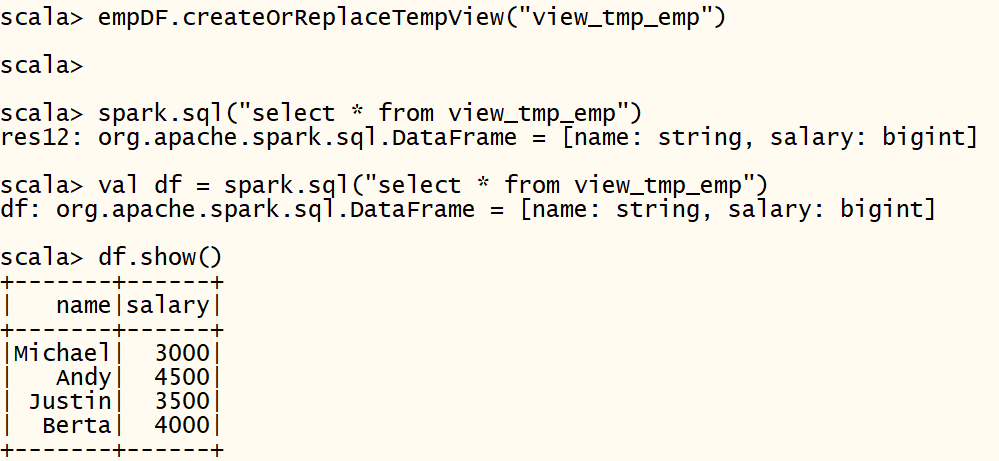 scala> empDF.createOrReplaceTempView("view_tmp_emp")
scala>
scala> spark.sql("select * from view_tmp_emp")
res12: org.apache.spark.sql.DataFrame = [name: string, salary: bigint]
scala> val df = spark.sql("select * from view_tmp_emp")
df: org.apache.spark.sql.DataFrame = [name: string, salary: bigint]
scala> df.show()
+-------+------+
|   name|salary|
+-------+------+
|Michael|  3000|
|   Andy|  4500|
| Justin|  3500|
|  Berta|  4000|
+-------+------+